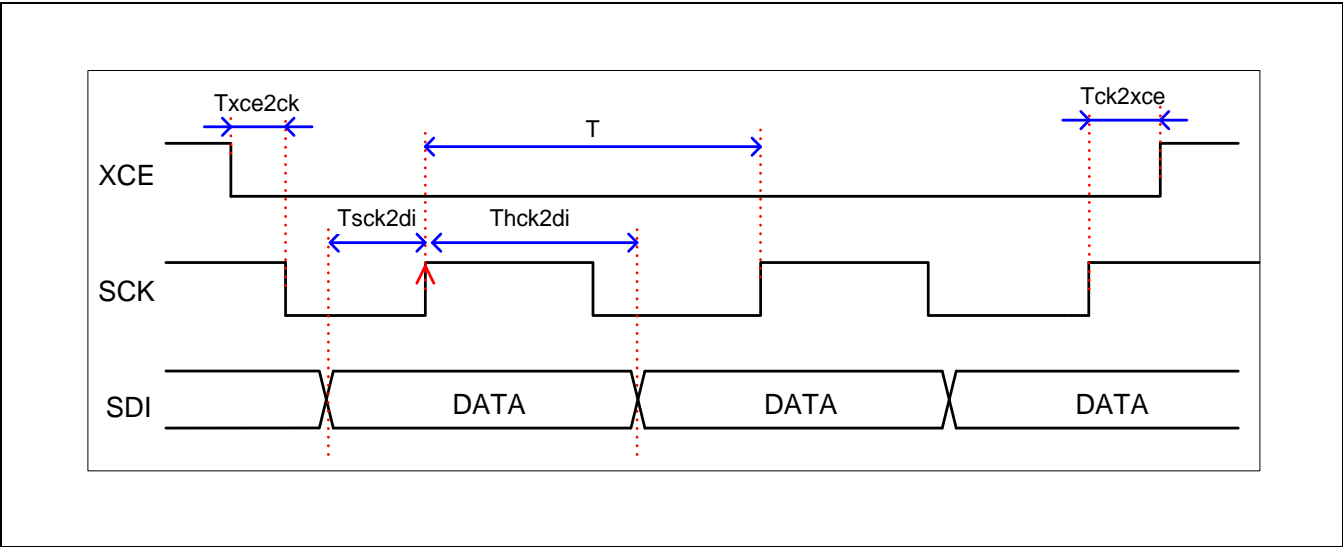 Txce2ck
Tck2xce
T
XCE
Tsck2di
Thck2di
SCK
SDI
DATA
DATA
DATA